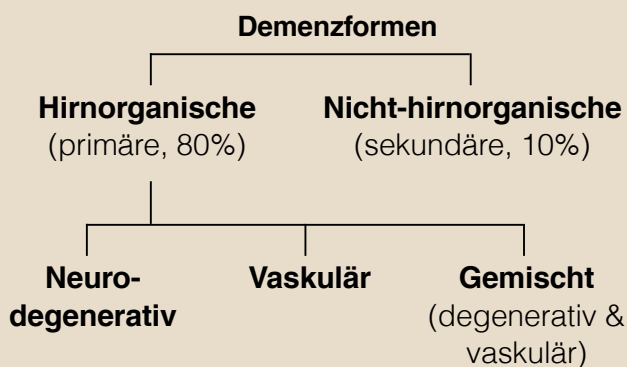 Demenzformen
Hirnorganische
(primäre, 80%)
Nicht-hirnorganische
(sekundäre, 10%)
Neuro-
degenerativ
Vaskulär
Gemischt
(degenerativ &
vaskulär)